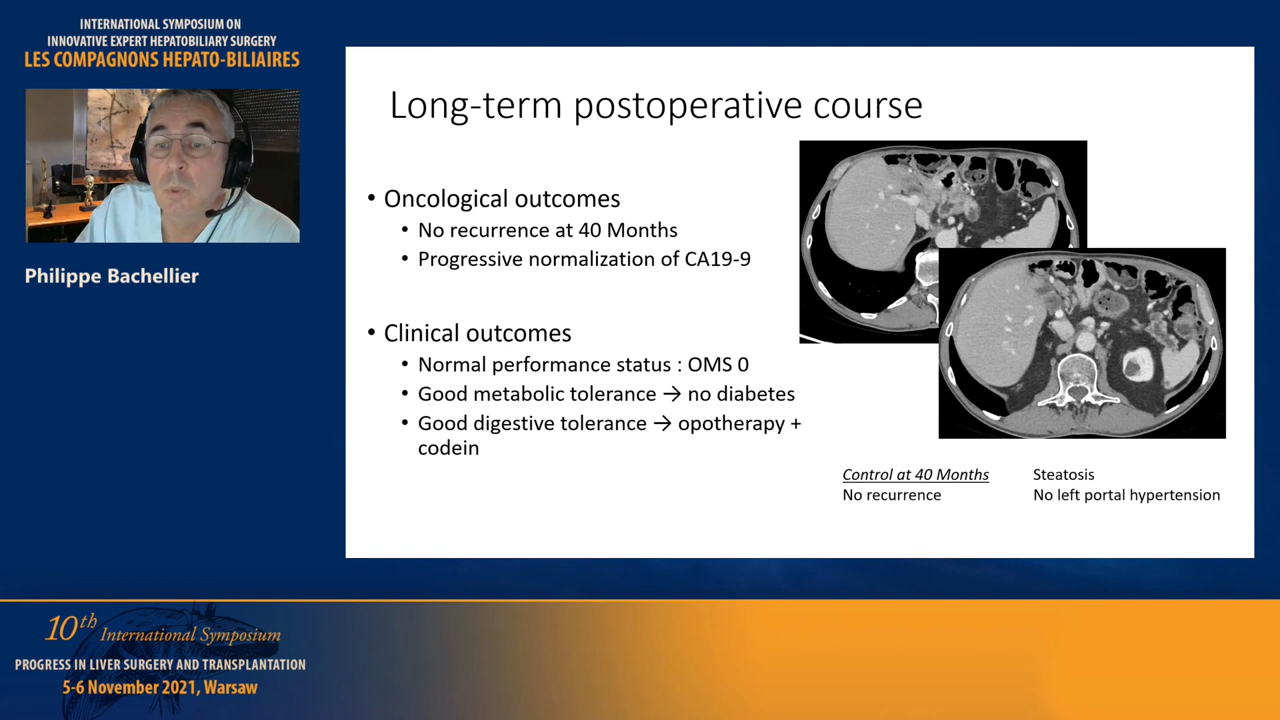 INTERNATIONAL SYMPOSIUM ON
INNOVATIVE EXPERT HEPATOBILIARY SURGERY
LES COMPAGNONS HEPATO-BILIAIRES
Philippe Bachellier
Long-term postoperative course
• Oncological outcomes
• No recurrence at 40 Months
• Progressive normalization of CA19-9
• Clinical outcomes
• Normal performance status : OMS 0
• Good metabolic tolerance → no diabetes
• Good digestive tolerance → opotherapy +
codein
Control at 40 Months
No recurrence
Steatosis
No left portal hypertension
10th International Symposium
PROGRESS IN LIVER SURGERY AND TRANSPLANTATION
5-6 November 2021, Warsaw